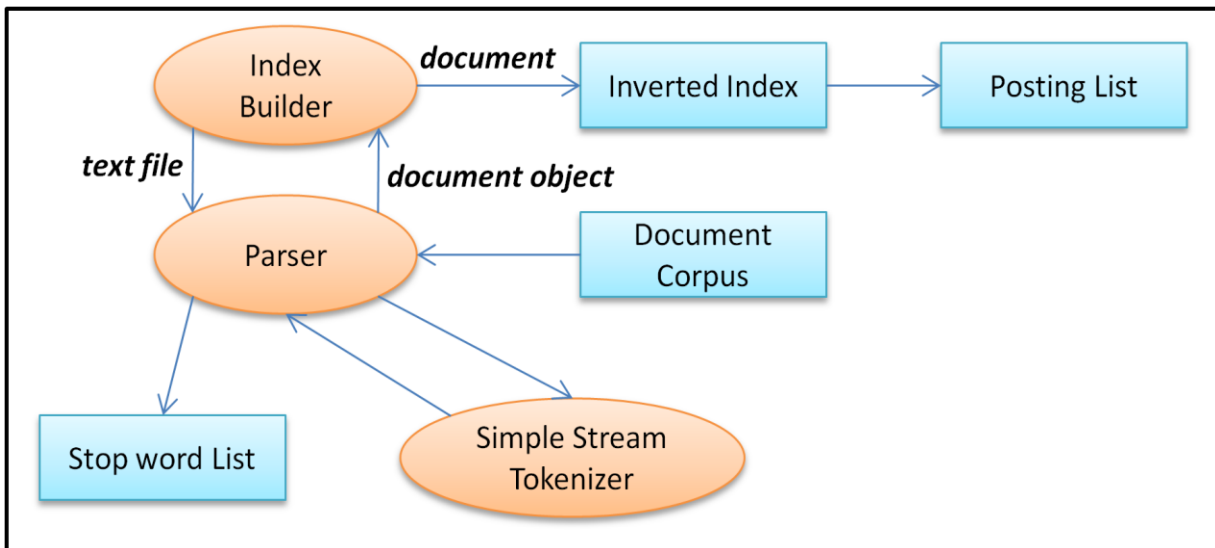 Index
Builder
document
Inverted Index
Posting List
text file
document object
Parser
Document
Corpus
Stop word List
Simple Stream
Tokenizer